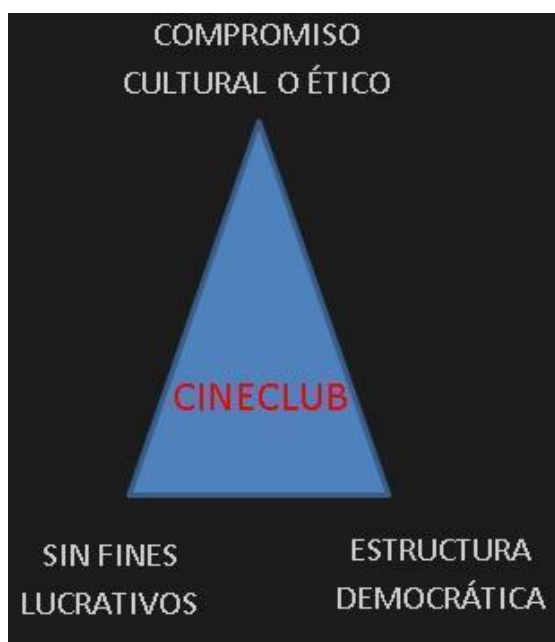 COMPROMISO
CULTURAL O ÉTICO
CINECLUB
SIN FINES
LUCRATIVOS
ESTRUCTURA
DEMOCRÁTICA